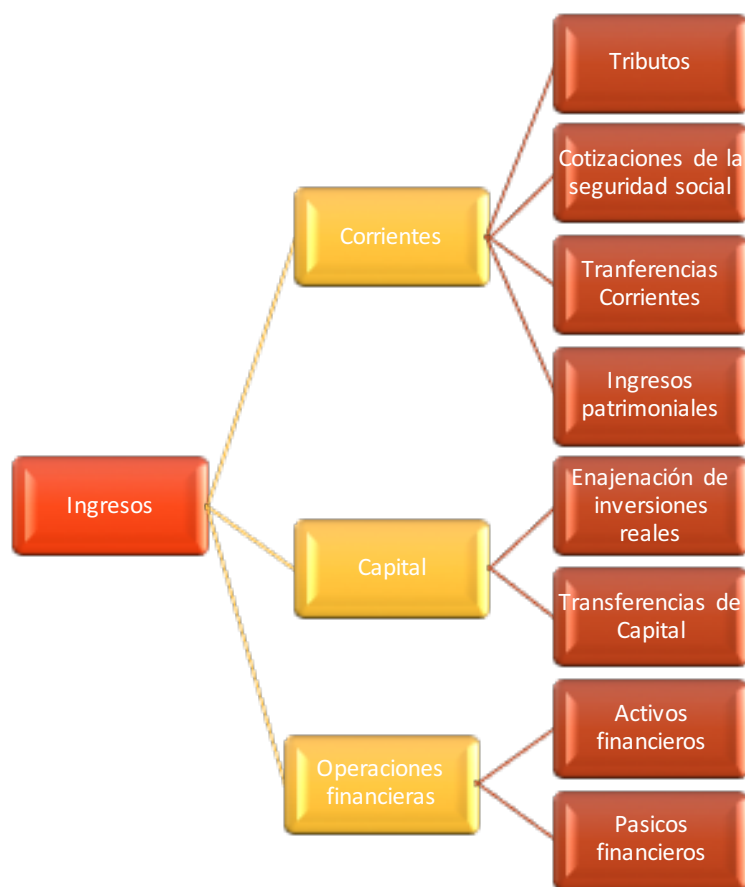 Tributos
Cotizaciones de la
seguridad social
Corrientes
Tranferencias
Corrientes
Ingresos
patrimoniales
Ingresos
Enajenación de
inversiones
reales
Capital
Transferencias de
Capital
Activos
financieros
Operaciones
financieras
Pasicos
financieros